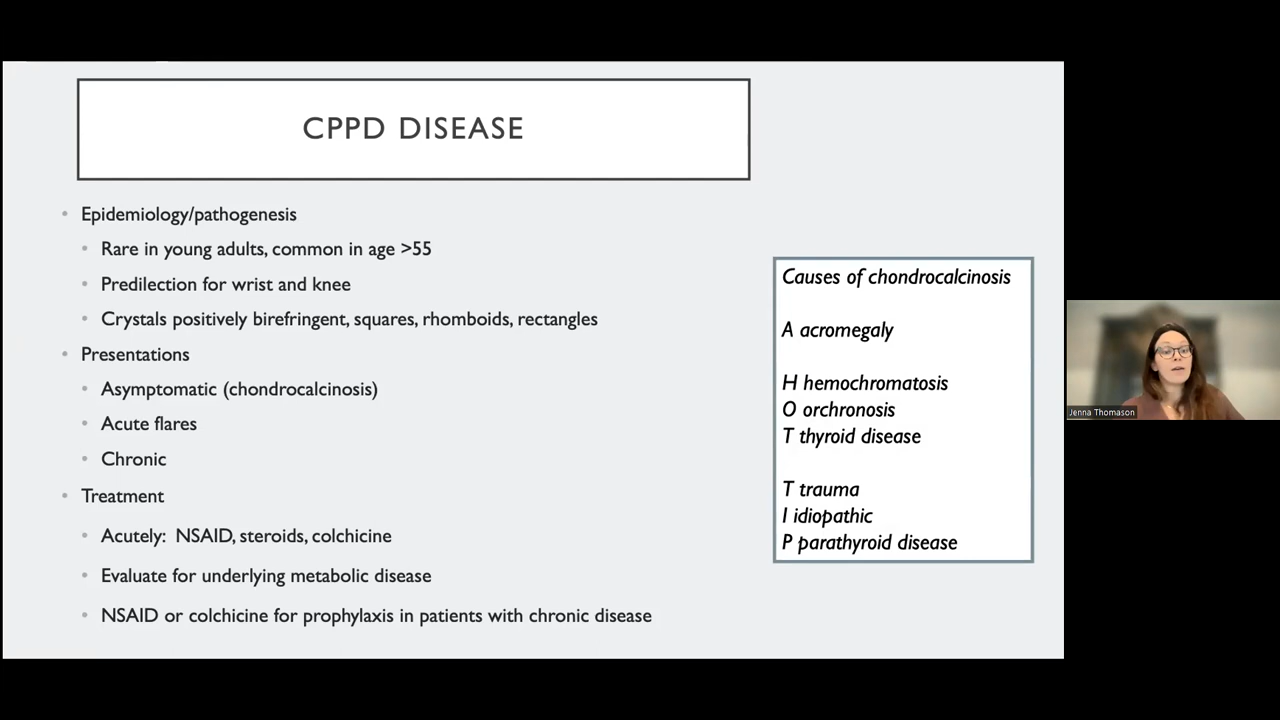 CPPD DISEASE
Epidemiology/pathogenesis
Rare in young adults, common in age >55
Predilection for wrist and knee
Crystals positively birefringent, squares, rhomboids, rectangles
Presentations
Asymptomatic (chondrocalcinosis)
Acute flares
Chronic
Treatment
Acutely: NSAID, steroids, colchicine
Evaluate for underlying metabolic disease
NSAID or colchicine for prophylaxis in patients with chronic disease
Causes of chondrocalcinosis
A acromegaly
H hemochromatosis
O orchronosis
T thyroid disease
T trauma
I idiopathic
P parathyroid disease
Jenna Thomason